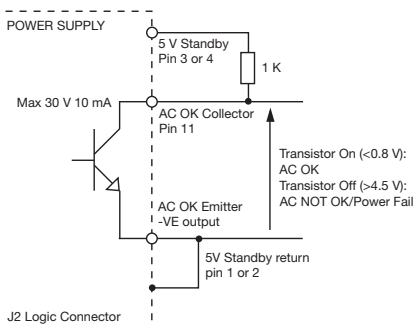 POWER SUPPLY
5 V Standby
Pin 3 or 4
1 K
Max 30 V 10 mA
AC OK Collector
Pin 11
Transistor On (<0.8 V):
AC OK
Transistor Off (>4.5 V):
AC NOT OK/Power Fail
AC OK Emitter
-VE output
5V Standby return
pin 1 or 2
J2 Logic Connector